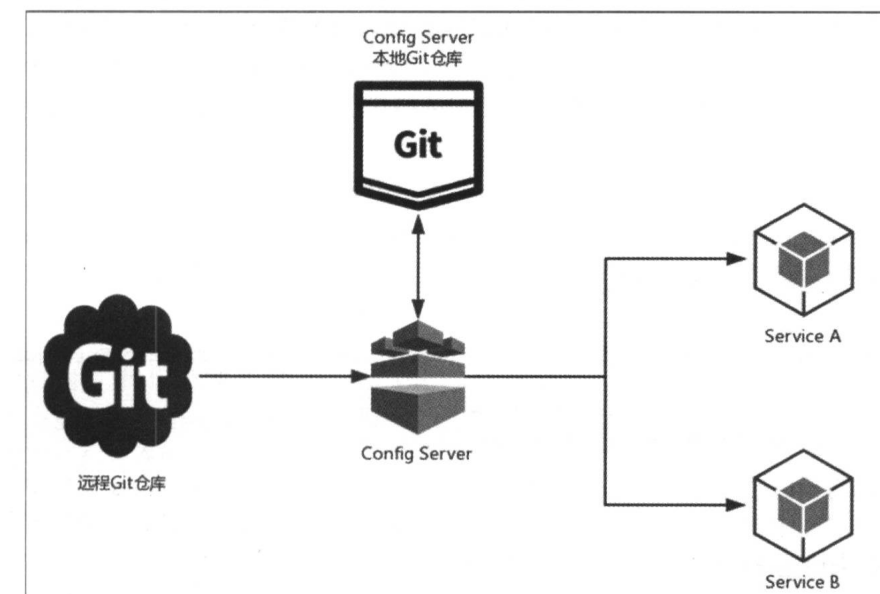 Config Server
本地Git仓库
Git
Git
远程Git仓库
Config Server
Service A
Service B